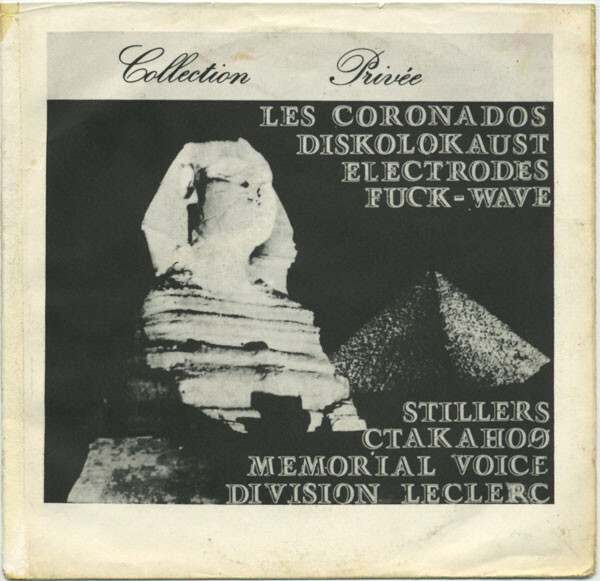 Collection Privée
LES CORONADOS
DISKOLOKAUST
ELECTRODES
FUCK-WAVE
STILLERS
CTAKAHOØ
MEMORIAL VOICE
DIVISION LECLERC